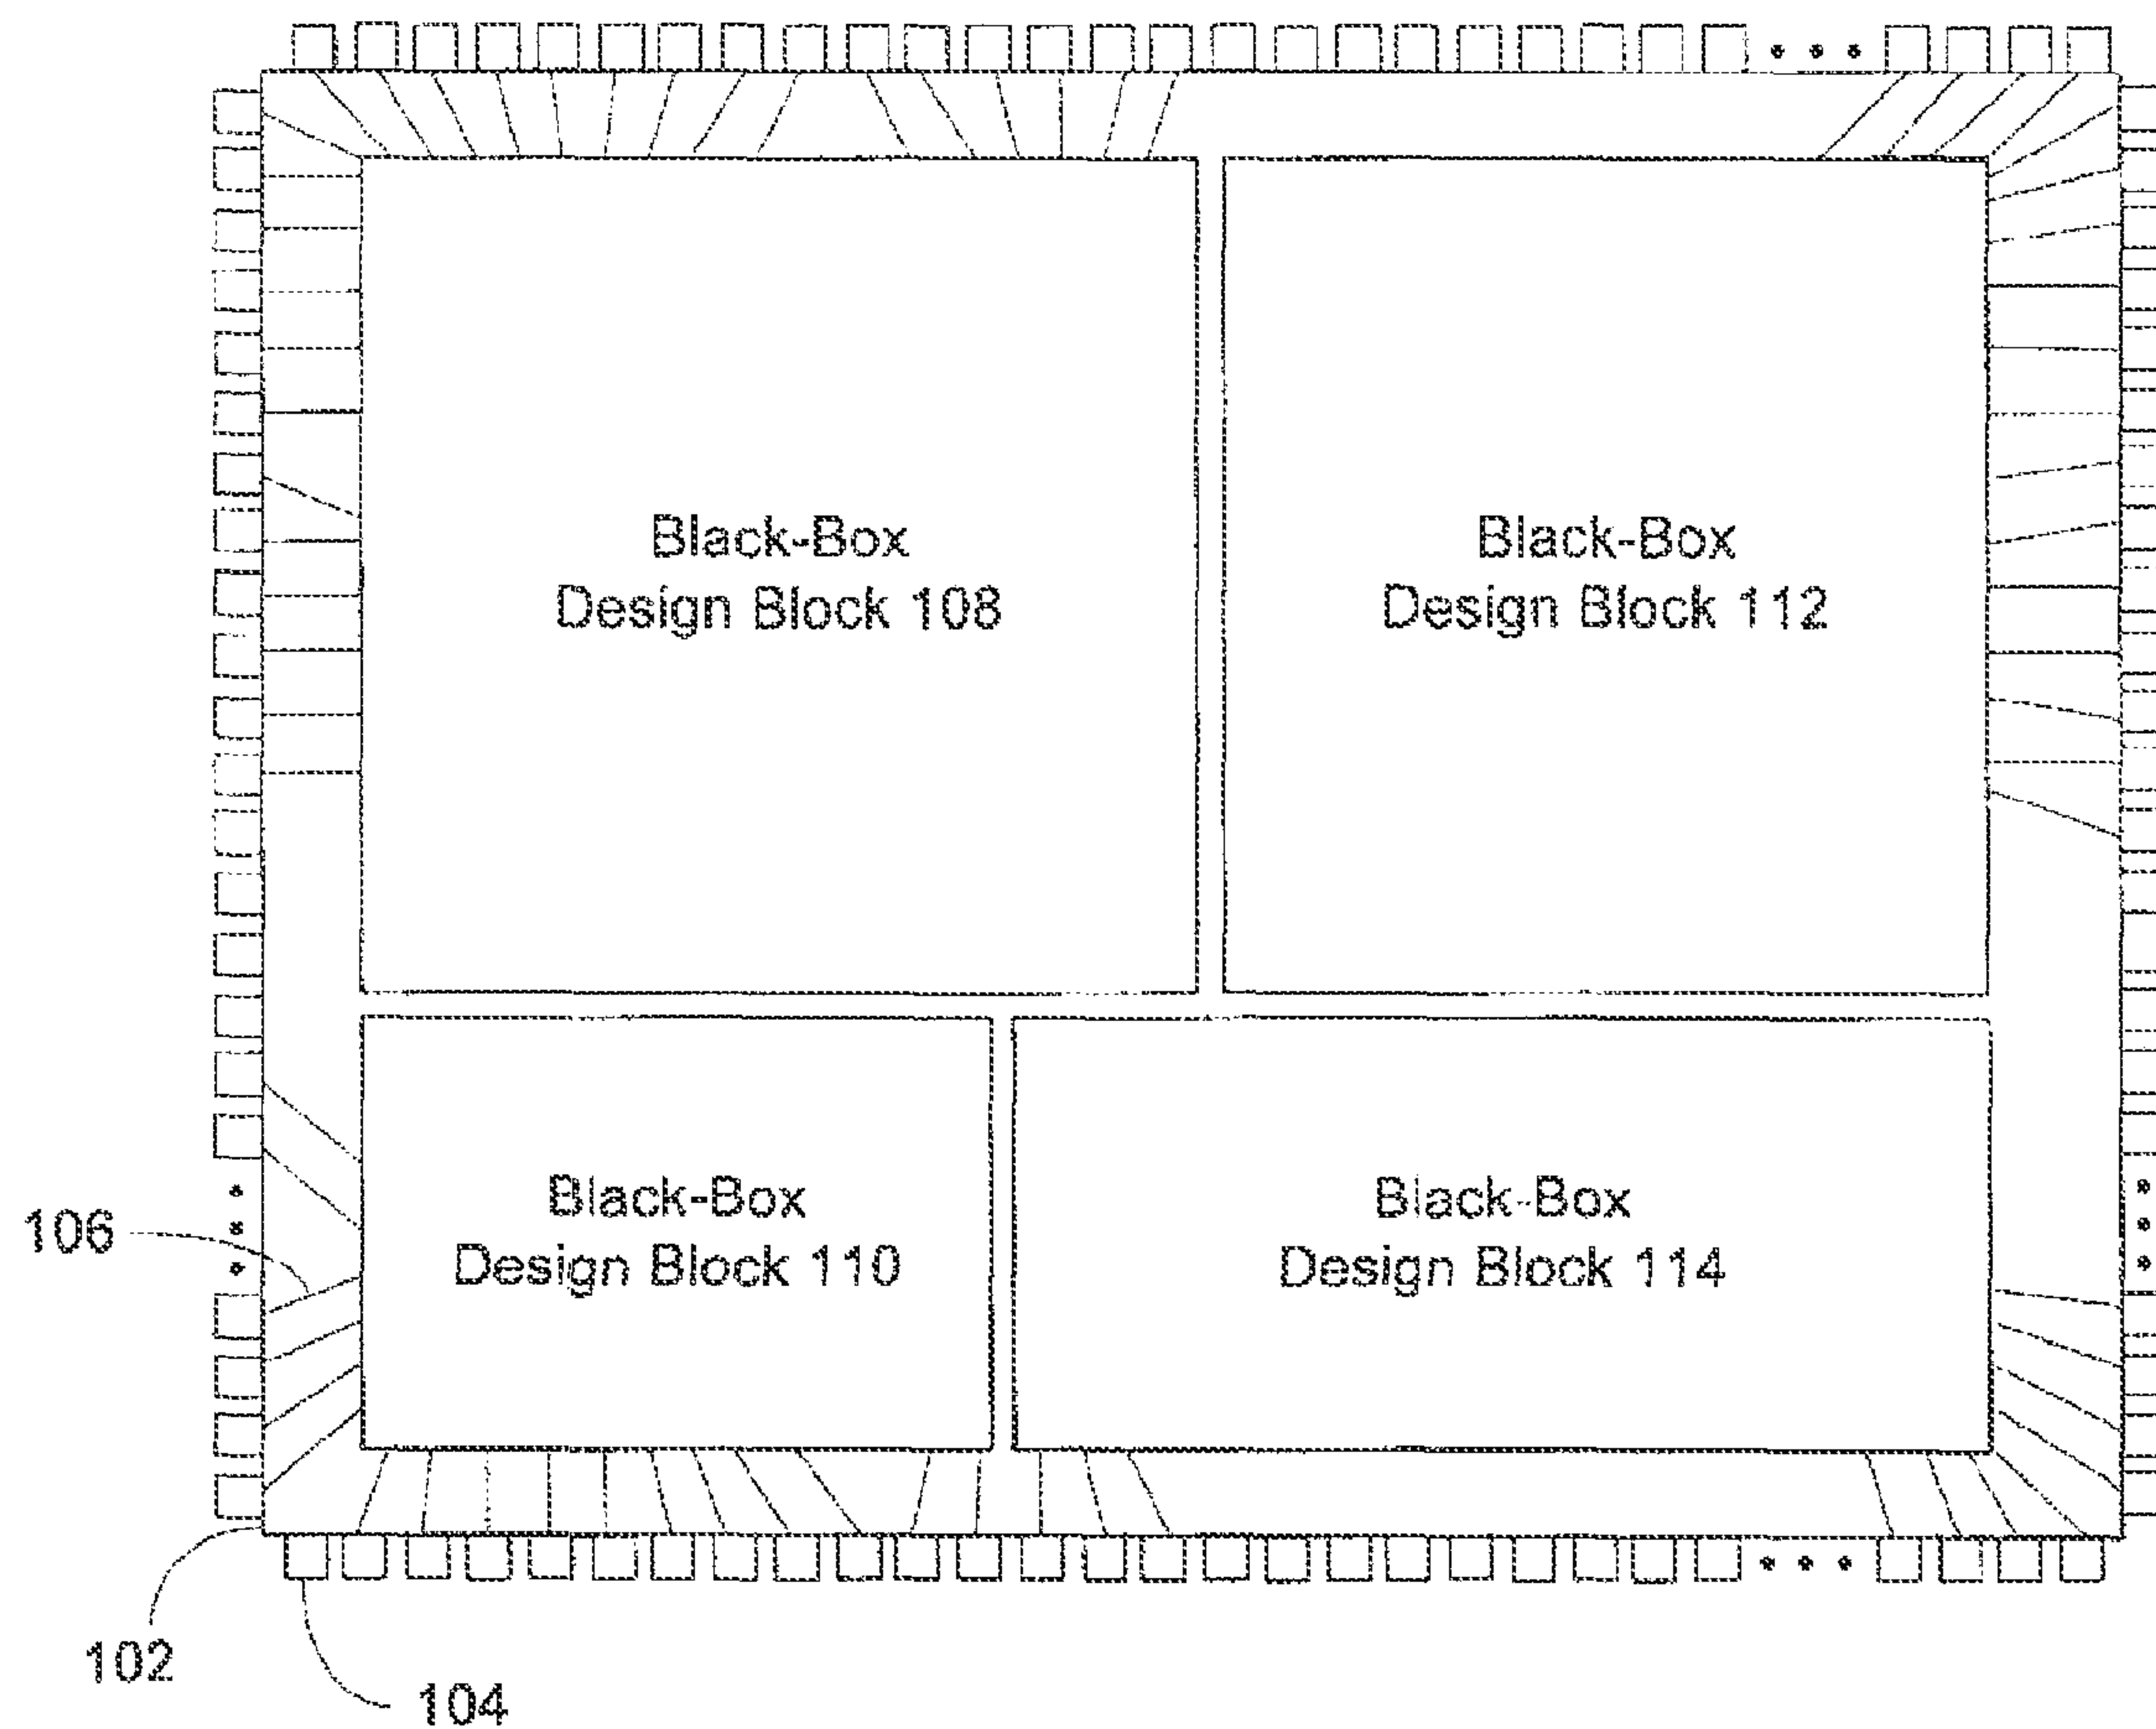 Black-Box
Design Block 108
Black-Box
Design Block 112
Black-Box
Design Block 110
Black-Box
Design Block 114
106
102
104